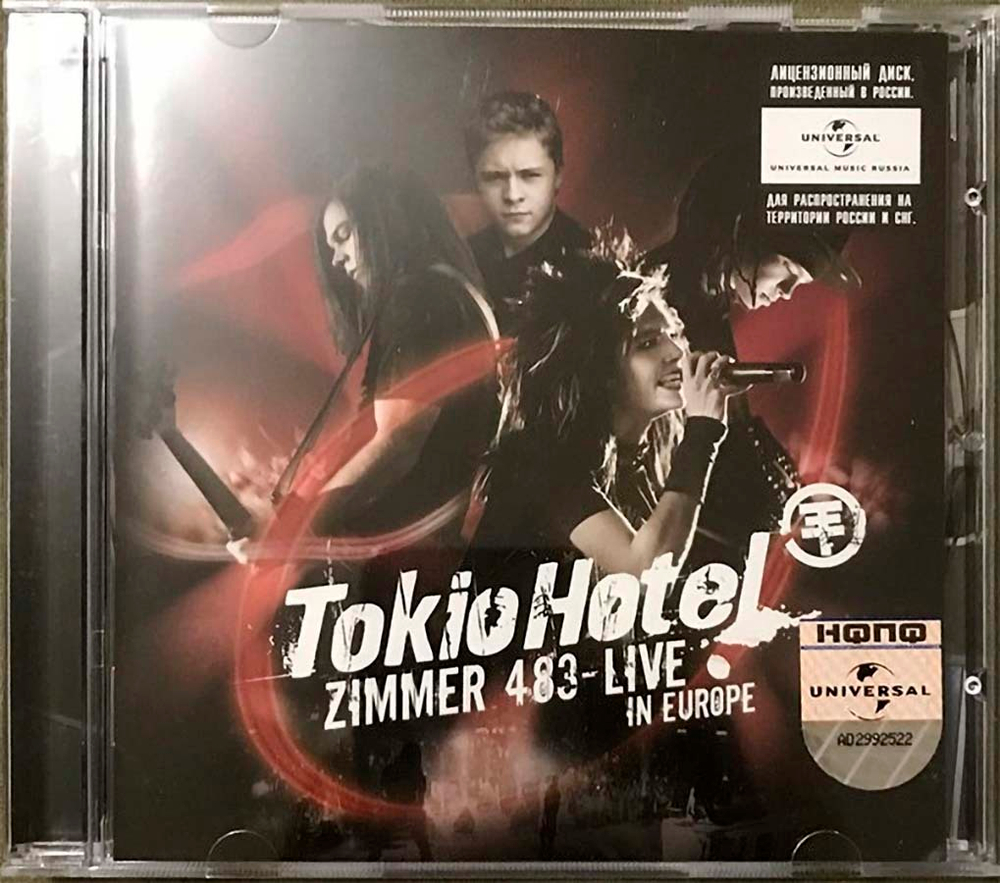 ЛИЦЕНЗИОННЫЙ ДИСК,
ПРОИЗВЕДЕННЫЙ В РОССИИ.
UNIVERSAL
UNIVERSAL MUSIC RUSSIA
ДЛЯ РАСПРОСТРАНЕНИЯ НА
ТЕРРИТОРИИ РОССИИ И СНГ.
Tokio Hotel
ZIMMER 483-LIVE
IN EUROPE
HQПQ
UNIVERSAL
AD2992522